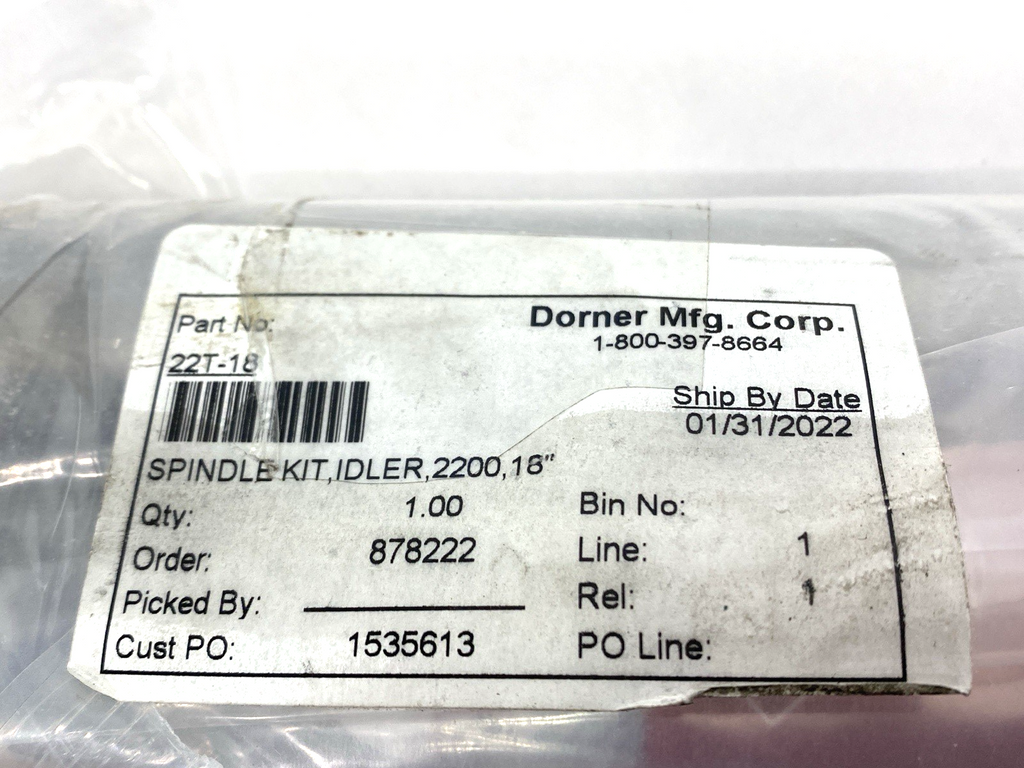 Part No: Dorner Mfg. Corp.
1-800-397-8664
22T-18
Ship By Date
01/31/2022
SPINDLE KIT,IDLER,2200,18"
Qty: 1.00 Bin No:
Order: 878222 Line: 1
Picked By: Rel: 1
Cust PO: 1535613 PO Line: